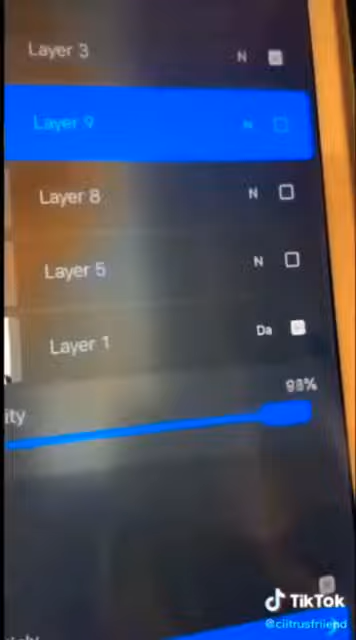 Layer 3 N
Layer 9 N
Layer 8 N
Layer 5 N
Layer 1 Da
98%
ity
TikTok
@ciitrusfriiend